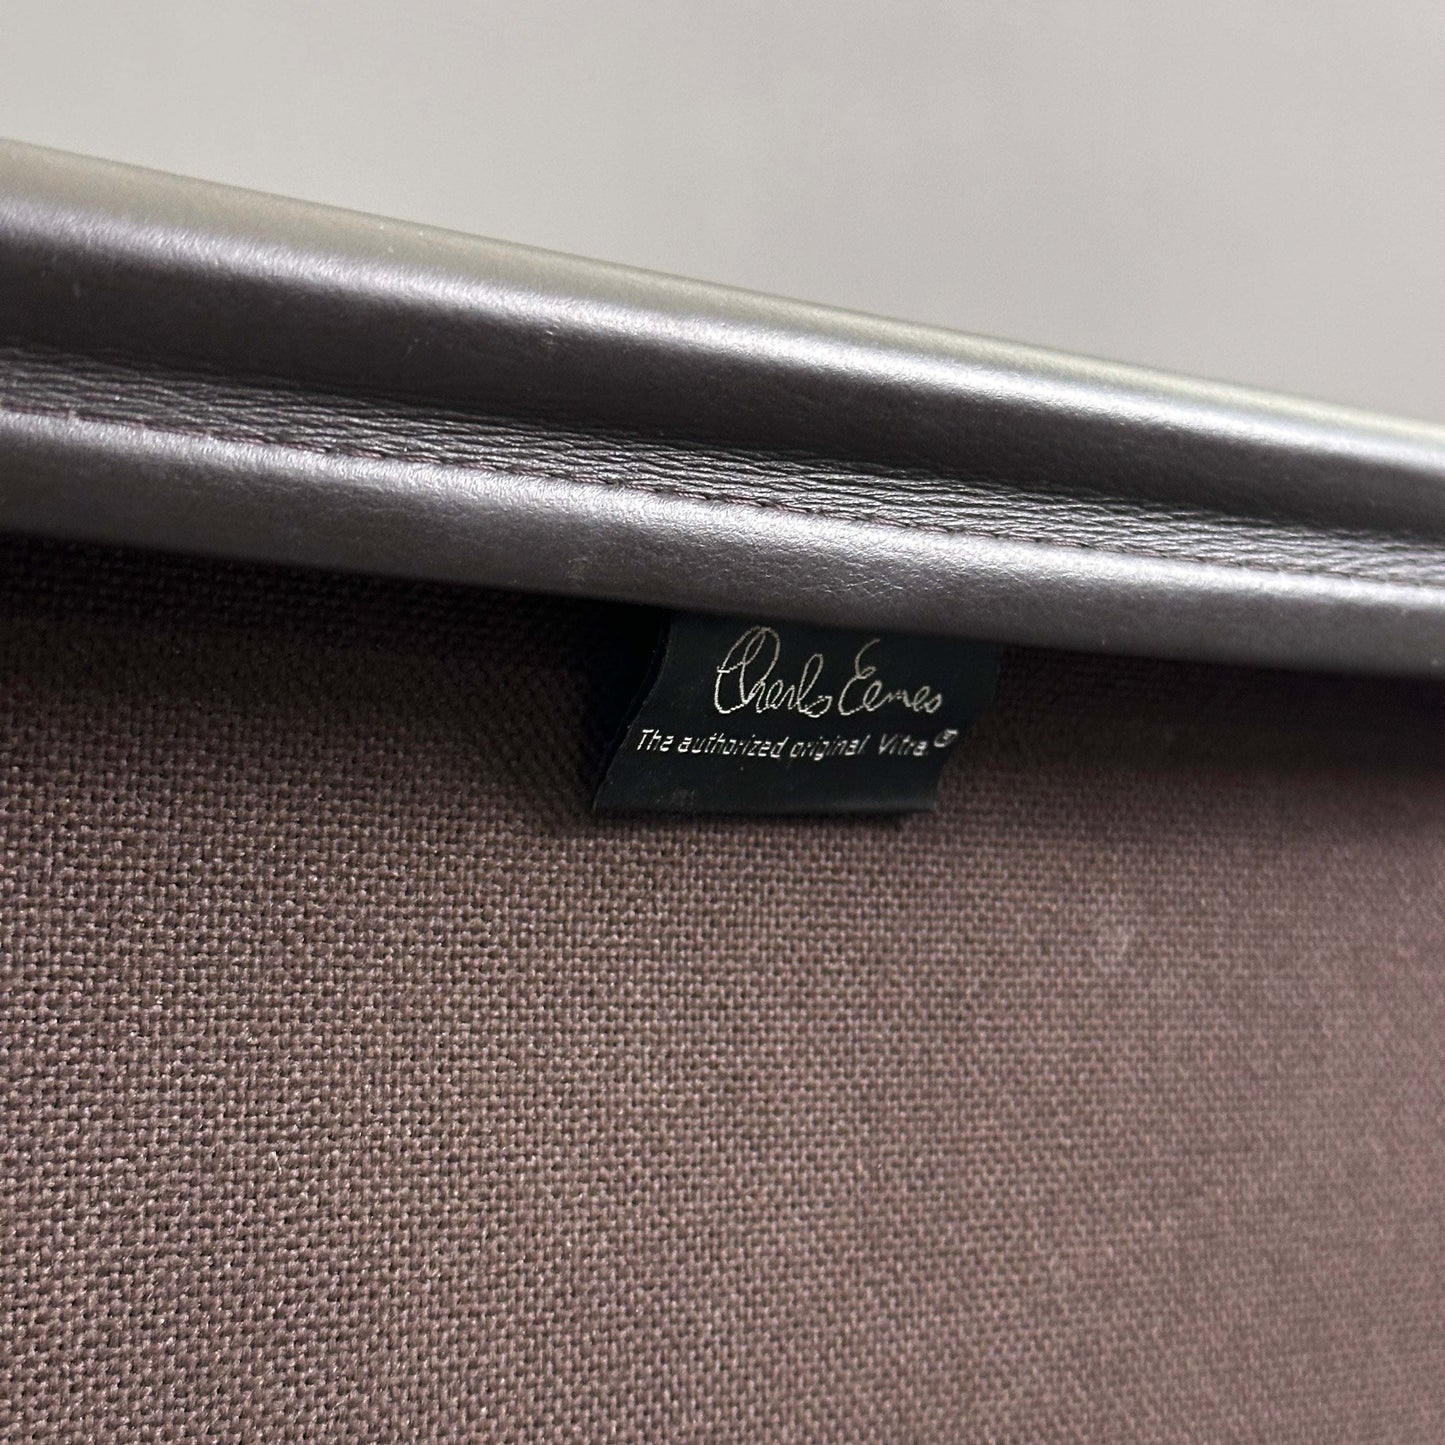 Charles Eames
The authorized original Vitra®